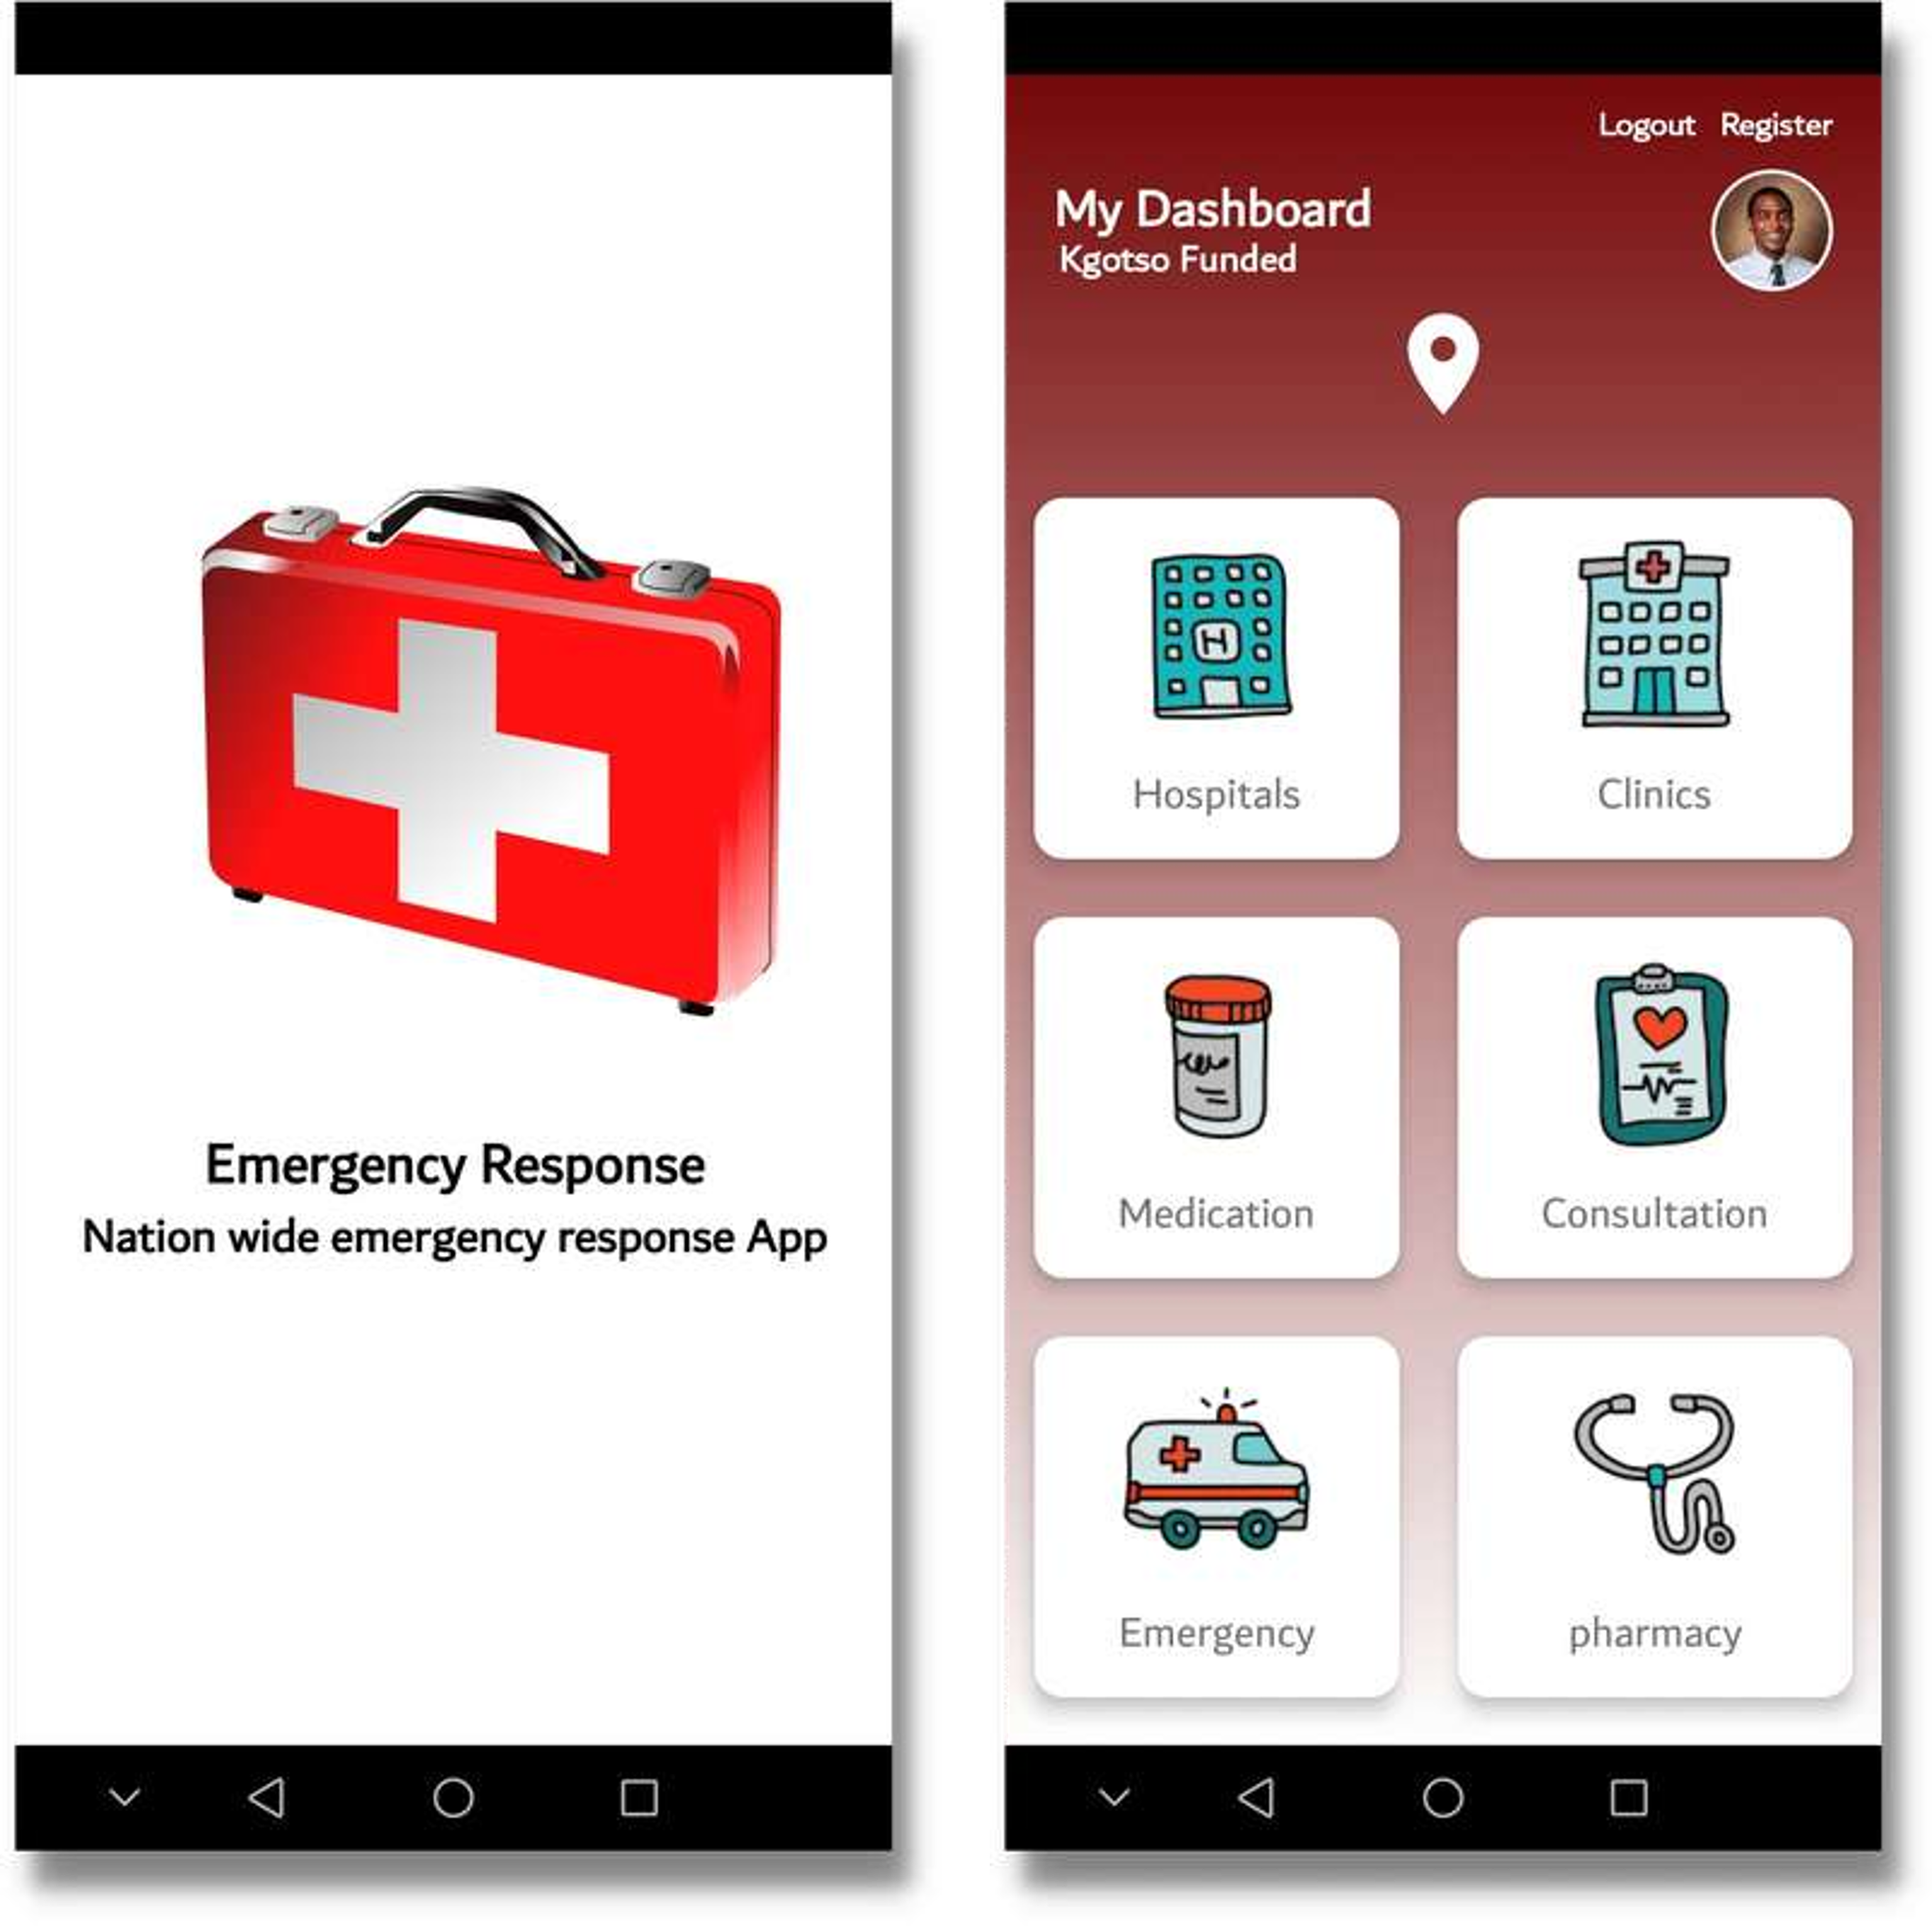 Emergency Response
Nation wide emergency response App
Logout Register
My Dashboard
Kgotso Funded
H
Hospitals
Clinics
Medication
Consultation
Emergency
pharmacy